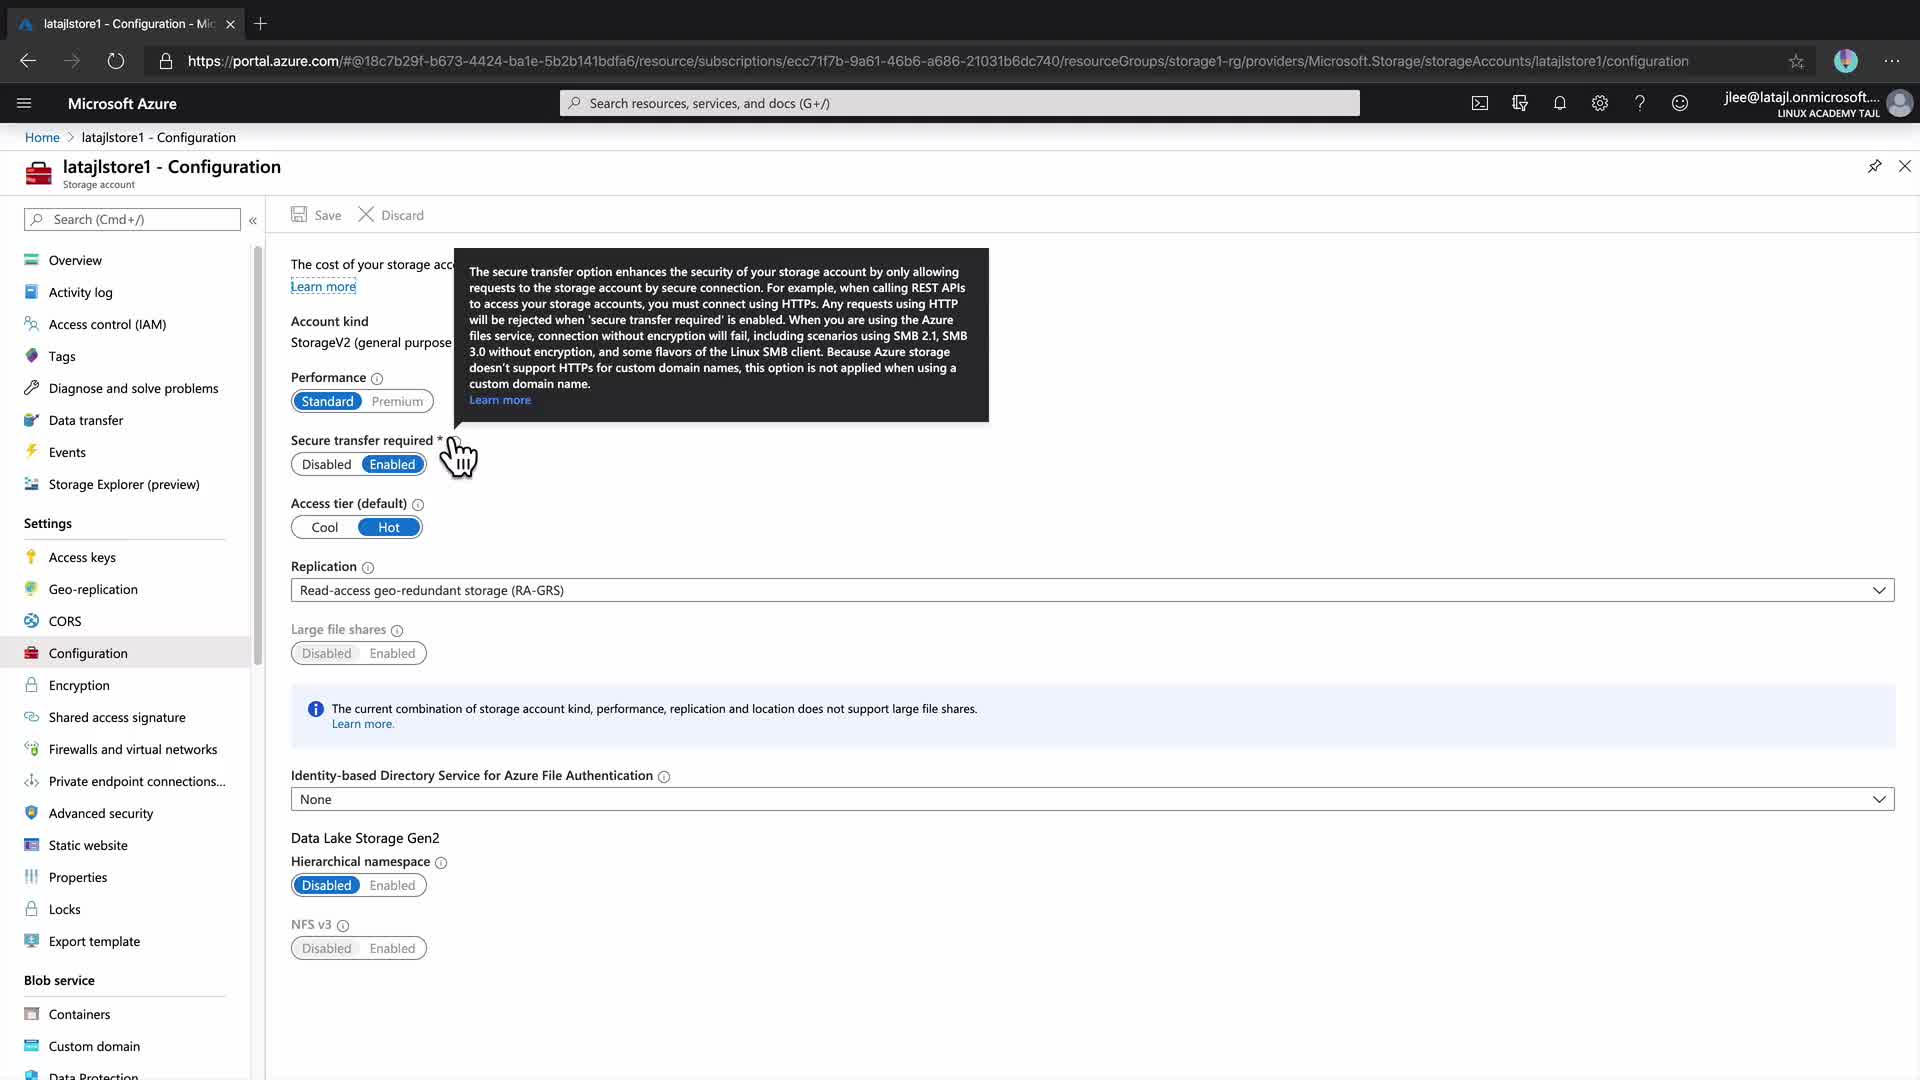 latajlstore1 - Configuration - Mic
https://portal.azure.com/#@18c7b29f-b673-4424-ba1e-5b2b141bdfa6/resource/subscriptions/ecc71f7b-9a61-46b6-a686-21031b6dc740/resourceGroups/storage1-rg/providers/Microsoft.Storage/storageAccounts/latajlstore1/configuration
Microsoft Azure
Search resources, services, and docs (G+/)
jlee@latajl.onmicrosoft....
LINUX ACADEMY TAJL
Home > latajlstore1 - Configuration
latajlstore1 - Configuration
Storage account
Search (Cmd+/)
«
Overview
Activity log
Access control (IAM)
Tags
Diagnose and solve problems
Data transfer
Events
Storage Explorer (preview)
Settings
Access keys
Geo-replication
CORS
Configuration
Encryption
Shared access signature
Firewalls and virtual networks
Private endpoint connections...
Advanced security
Static website
Properties
Locks
Export template
Blob service
Containers
Custom domain
Data Protection
Save
Discard
The cost of your storage acc
Learn more
Account kind
StorageV2 (general purpose
Performance
Standard Premium
The secure transfer option enhances the security of your storage account by only allowing
requests to the storage account by secure connection. For example, when calling REST APIs
to access your storage accounts, you must connect using HTTPs. Any requests using HTTP
will be rejected when 'secure transfer required' is enabled. When you are using the Azure
files service, connection without encryption will fail, including scenarios using SMB 2.1, SMB
3.0 without encryption, and some flavors of the Linux SMB client. Because Azure storage
doesn't support HTTPs for custom domain names, this option is not applied when using a
custom domain name.
Learn more
Secure transfer required *
Disabled Enabled
Access tier (default)
Cool Hot
Replication
Read-access geo-redundant storage (RA-GRS)
Large file shares
Disabled Enabled
The current combination of storage account kind, performance, replication and location does not support large file shares.
Learn more.
Identity-based Directory Service for Azure File Authentication
None
Data Lake Storage Gen2
Hierarchical namespace
Disabled Enabled
NFS v3
Disabled Enabled